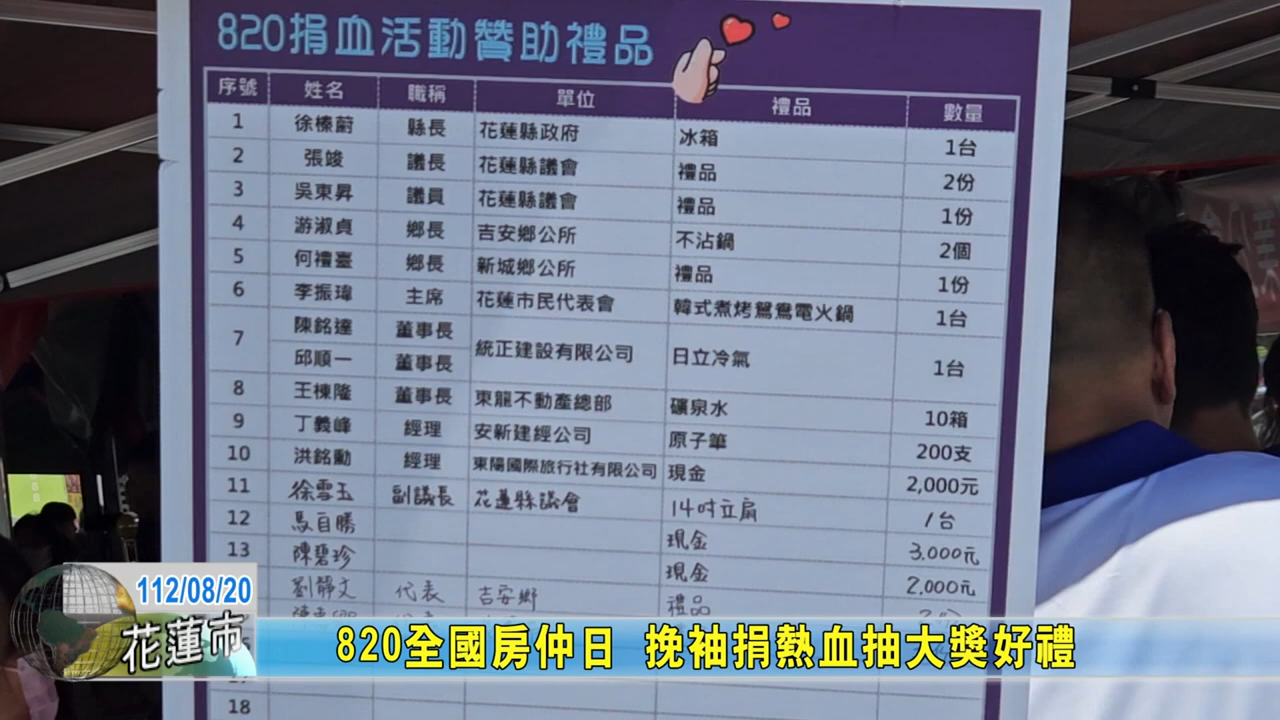 820捐血活動贊助禮品
序號 姓名 職稱 單位 禮品 數量
1 徐榛蔚 縣長 花蓮縣政府 冰箱 1台
2 張竣 議長 花蓮縣議會 禮品 2份
3 吳東昇 議員 花蓮縣議會 禮品 1份
4 游淑貞 鄉長 吉安鄉公所 不沾鍋 2個
5 何禮臺 鄉長 新城鄉公所 禮品 1份
6 李振瑋 主席 花蓮市民代表會 韓式煮烤鴛鴦電火鍋 1台
7 陳銘達 董事長 統正建設有限公司 日立冷氣 1台
邱順一 董事長
8 王棟隆 董事長 東龍不動產總部 礦泉水 10箱
9 丁義峰 經理 安新建經公司 原子筆 200支
10 洪銘勳 經理 東陽國際旅行社有限公司 現金 2,000元
11 徐雪玉 副議長 花蓮縣議會 14吋立扇 1台
12 馬自勝 現金 3,000元
13 陳碧珍 現金 2,000元
劉靜文 代表 吉安鄉 禮品
18
112/08/20
花蓮市
820全國房仲日 挽袖捐熱血抽大獎好禮